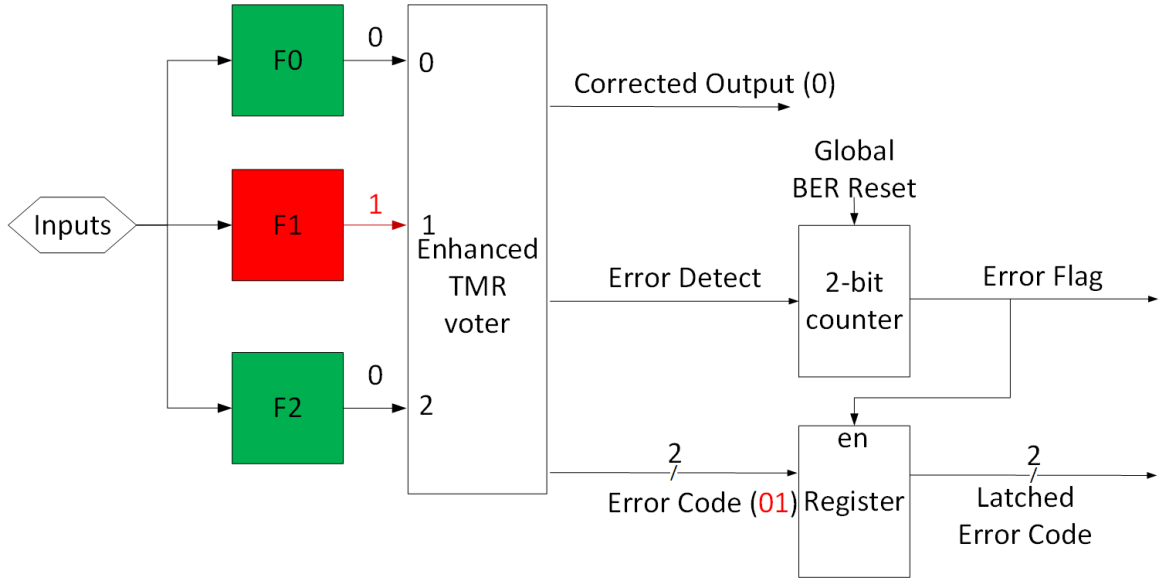 0
F0
0
Corrected Output (0)
Global
BER Reset
1
F1
1
Inputs
Enhanced
TMR
voter
Error Detect
2-bit
counter
Error Flag
0
F2
2
en
2
Error Code (01)
Register
2
Latched
Error Code